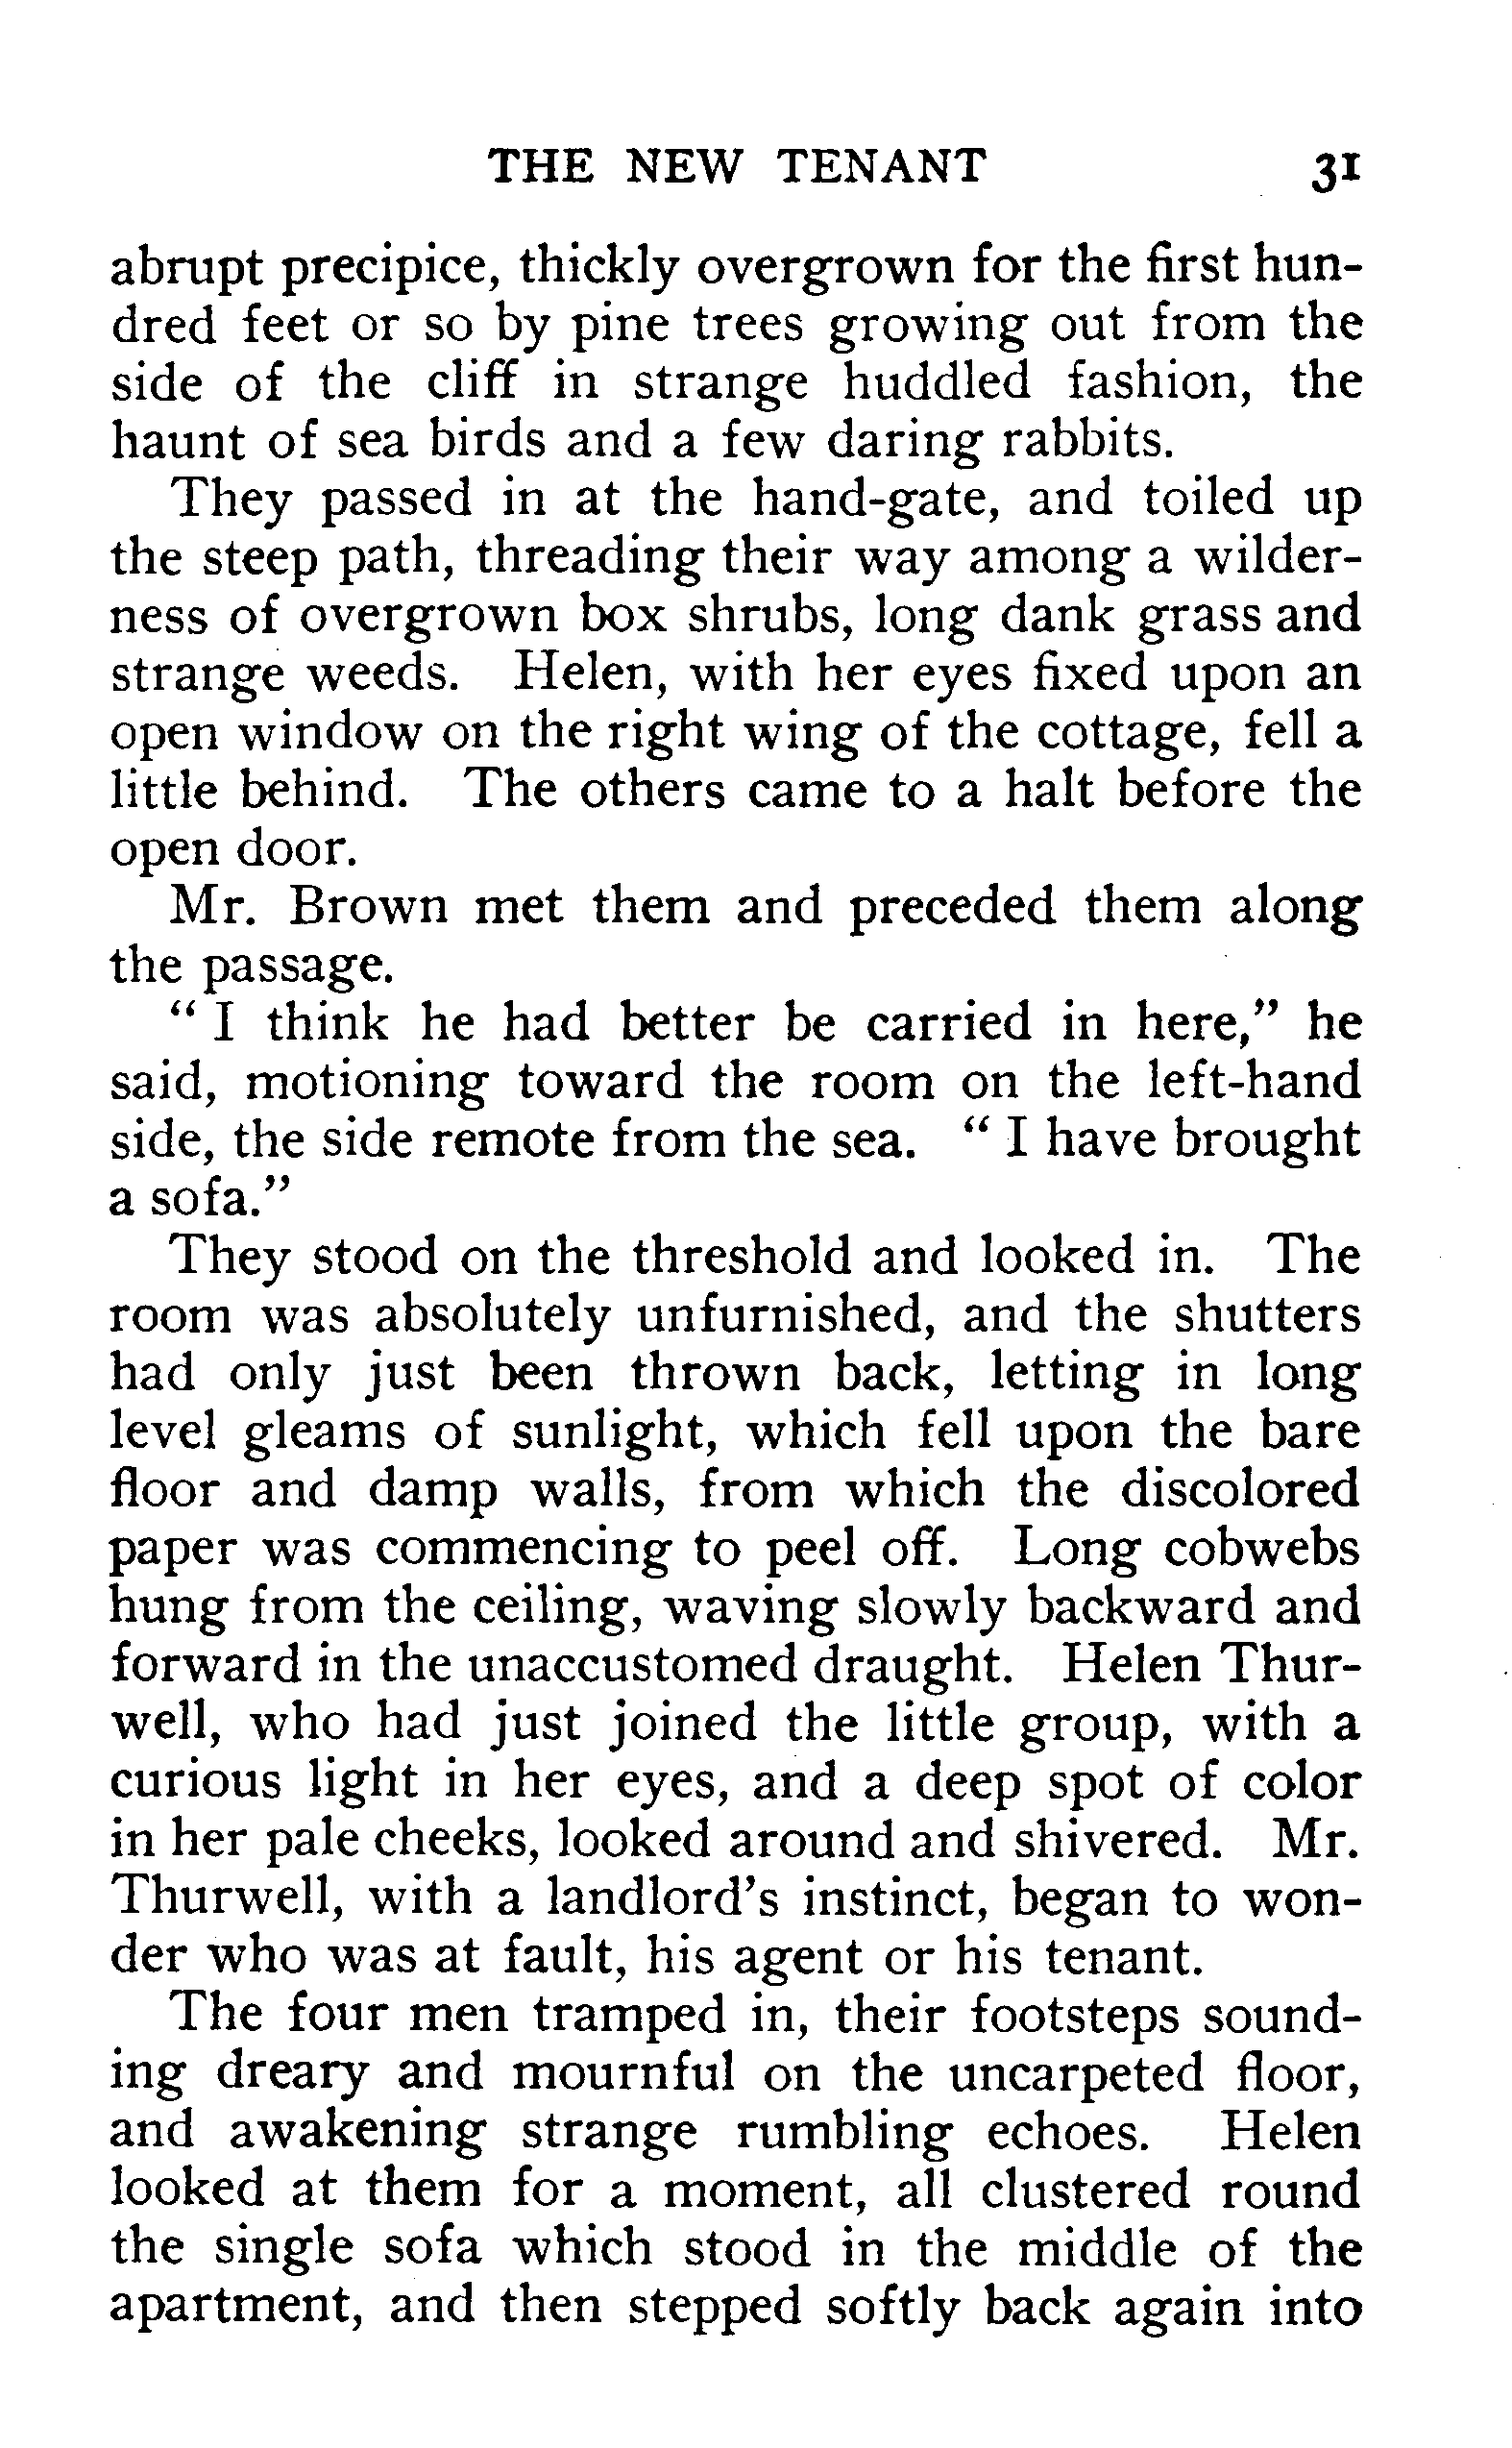 THE NEW TENANT 31
abrupt precipice, thickly overgrown for the first hun-
dred feet or so by pine trees growing out from the
side of the cliff in strange huddled fashion, the
haunt of sea birds and a few daring rabbits.
They passed in at the hand-gate, and toiled up
the steep path, threading their way among a wilder-
ness of overgrown box shrubs, long dank grass and
strange weeds. Helen, with her eyes fixed upon an
open window on the right wing of the cottage, fell a
little behind. The others came to a halt before the
open door.
Mr. Brown met them and preceded them along
the passage.
" I think he had better be carried in here," he
said, motioning toward the room on the left-hand
side, the side remote from the sea. " I have brought
a sofa."
They stood on the threshold and looked in. The
room was absolutely unfurnished, and the shutters
had only just been thrown back, letting in long
level gleams of sunlight, which fell upon the bare
floor and damp walls, from which the discolored
paper was commencing to peel off. Long cobwebs
hung from the ceiling, waving slowly backward and
forward in the unaccustomed draught. Helen Thur-
well, who had just joined the little group, with a
curious light in her eyes, and a deep spot of color
in her pale cheeks, looked around and shivered. Mr.
Thurwell, with a landlord's instinct, began to won-
der who was at fault, his agent or his tenant.
The four men tramped in, their footsteps sound-
ing dreary and mournful on the uncarpeted floor,
and awakening strange rumbling echoes. Helen
looked at them for a moment, all clustered round
the single sofa which stood in the middle of the
apartment, and then stepped softly back again into